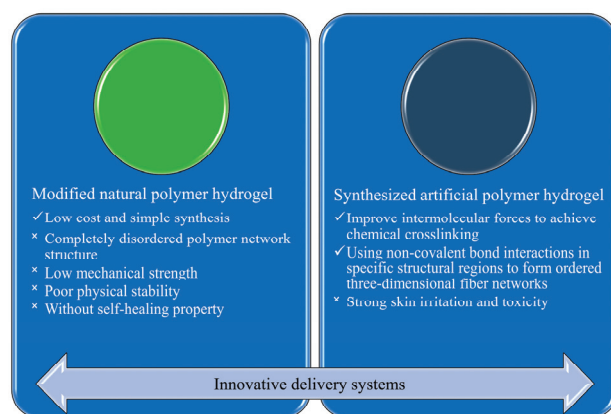 Modified natural polymer hydrogel
✓ Low cost and simple synthesis
× Completely disordered polymer network
structure
× Low mechanical strength
× Poor physical stability
× Without self-healing property
Synthesized artificial polymer hydrogel
✓ Improve intermolecular forces to achieve
chemical crosslinking
✓ Using non-covalent bond interactions in
specific structural regions to form ordered
three-dimensional fiber networks
× Strong skin irritation and toxicity
Innovative delivery systems